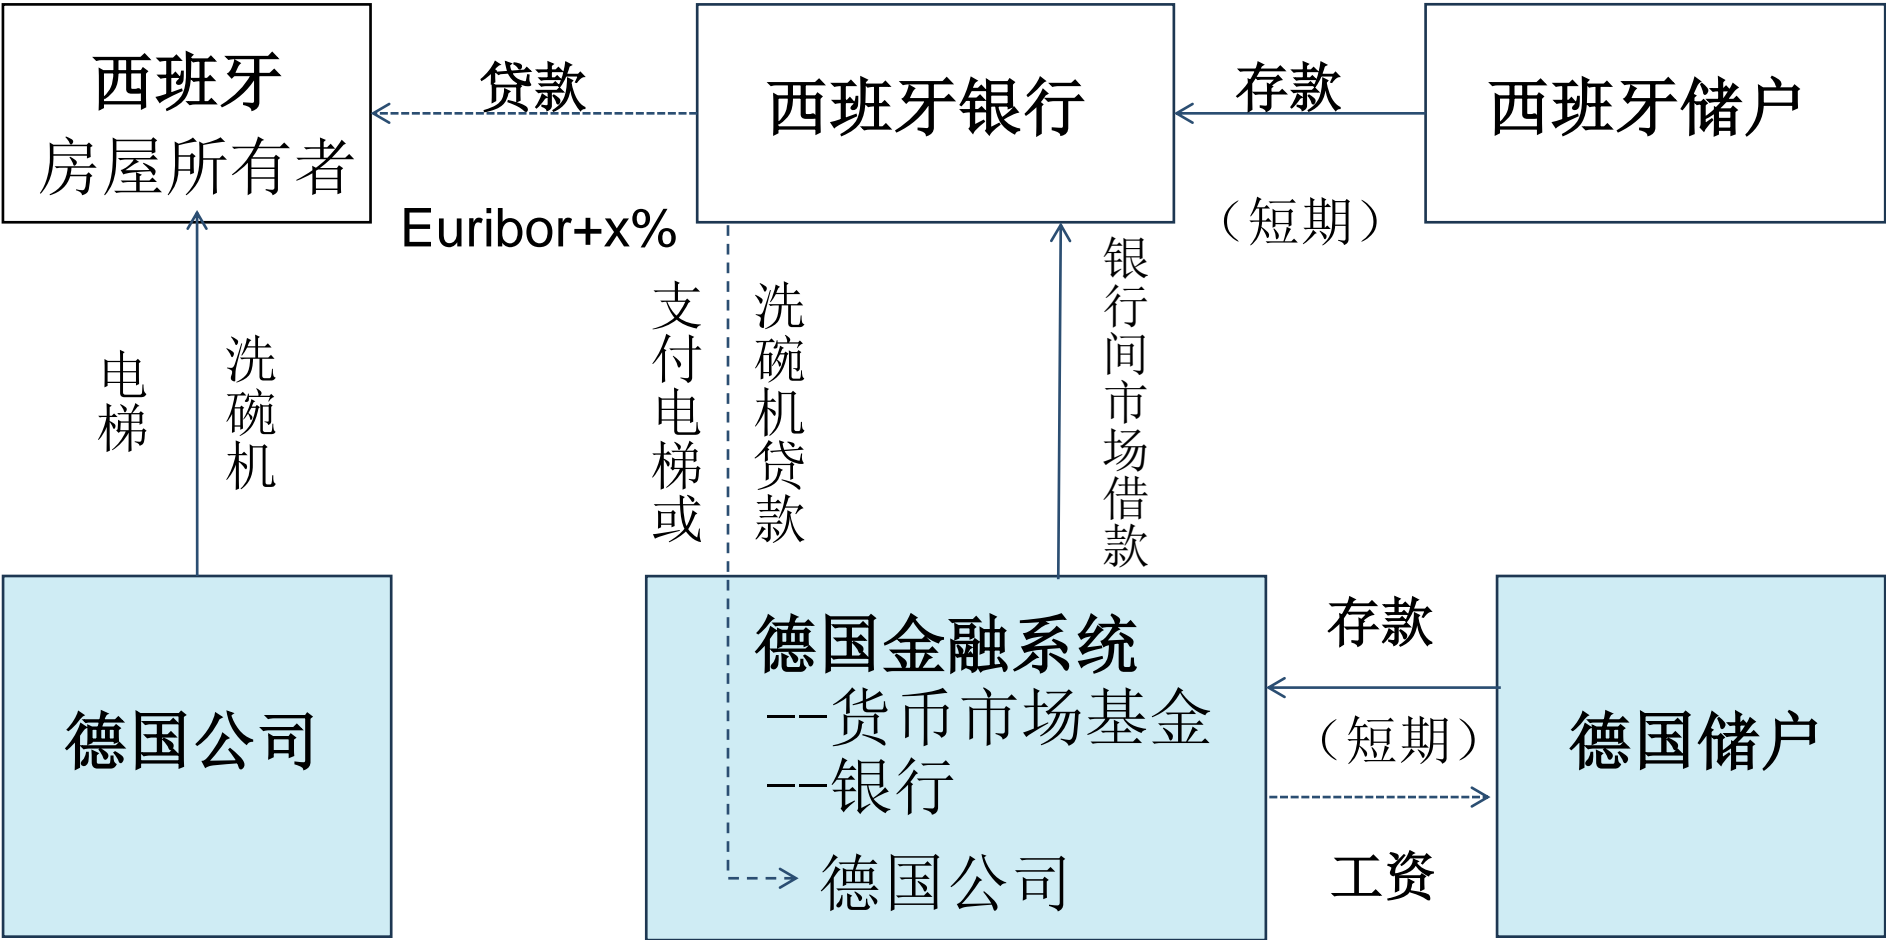 西班牙
房屋所有者
贷款
Euribor+x%
西班牙银行
存款
（短期）
西班牙储户
电梯
洗碗机
支付电梯或
洗碗机贷款
银行间市场借款
德国公司
德国金融系统
--货币市场基金
--银行
德国公司
存款
（短期）
工资
德国储户